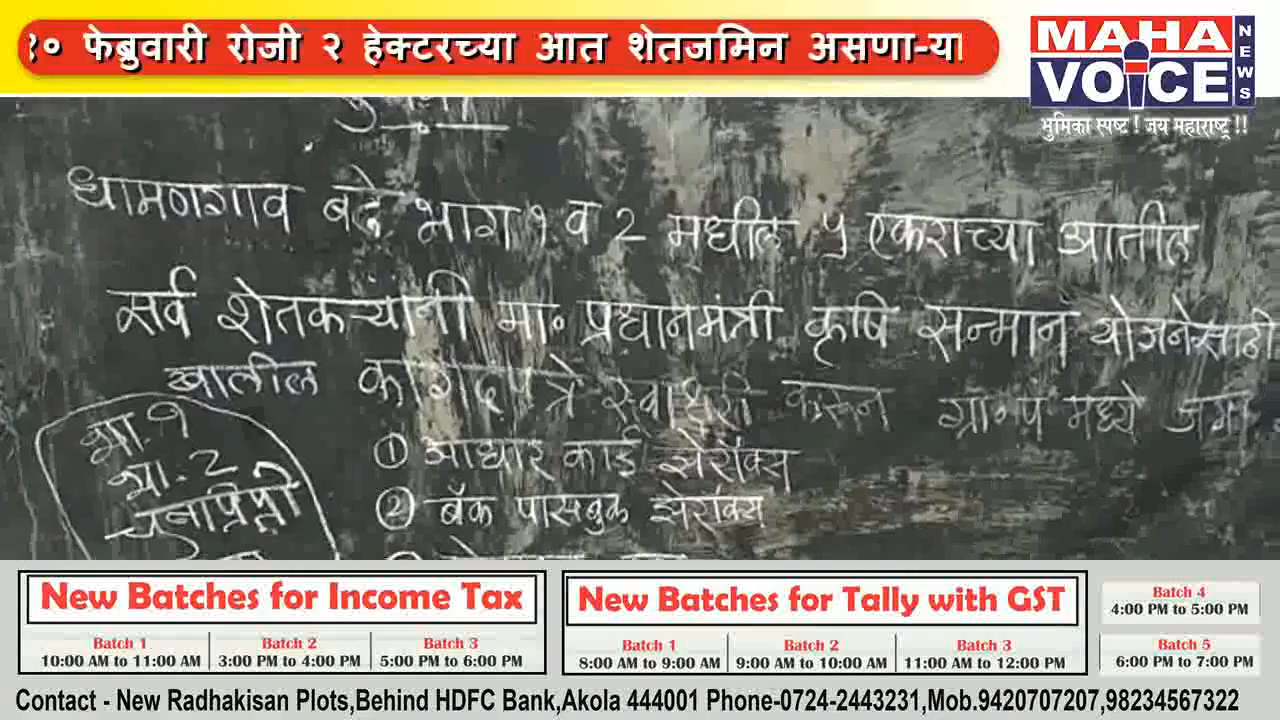 १० फेब्रुवारी रोजी २ हेक्टरच्या आत शेतजमिन असणा-या
MAHA
VOICE
NEWS
भुमिका स्पष्ट ! जय महाराष्ट्र !!
धामणगाव बढे भाग १ व 2 मधील ५ एकराच्या आतील
सर्व शेतकऱ्यांनी मा॰ प्रधानमंत्री कृषि सन्मान योजनेसाठी
खालील कागदपत्रे स्वाक्षरी करून ग्रा॰पं मध्ये जमा
भा. १
भा. 2
① आधार कार्ड झेरॉक्स
② बँक पासबुक झेरॉक्स
New Batches for Income Tax
Batch 1 Batch 2 Batch 3
10:00 AM to 11:00 AM 3:00 PM to 4:00 PM 5:00 PM to 6:00 PM
New Batches for Tally with GST
Batch 1 Batch 2 Batch 3
8:00 AM to 9:00 AM 9:00 AM to 10:00 AM 11:00 AM to 12:00 PM
Batch 4
4:00 PM to 5:00 PM
Batch 5
6:00 PM to 7:00 PM
Contact - New Radhakisan Plots,Behind HDFC Bank,Akola 444001 Phone-0724-2443231,Mob.9420707207,98234567322